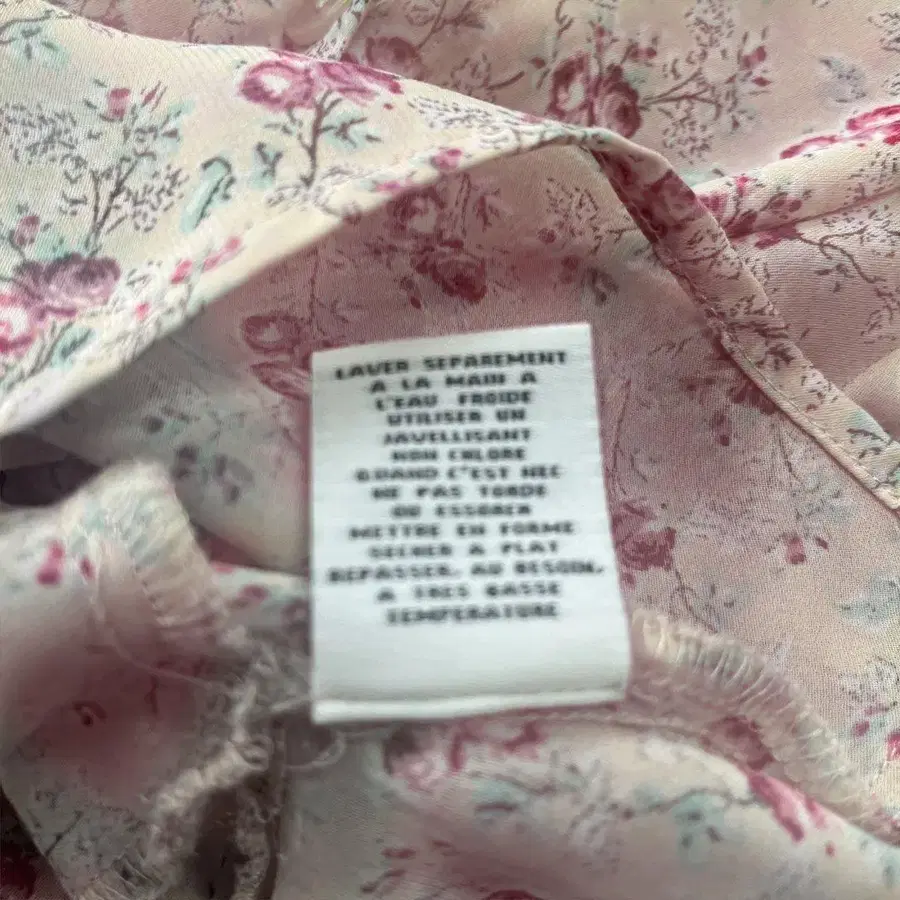 LAVER SEPAREMENT
A LA MAIN A
L'EAU FROIDE
UTILISER UN
JAVELLISANT
NON CHLORE
QUAND C'EST NEC
NE PAS TORDE
OU ESSORER
METTRE EN FORME
SECHER A PLAT
REPASSER, AU BESOIN,
A TRES BASSE
TEMPERATURE